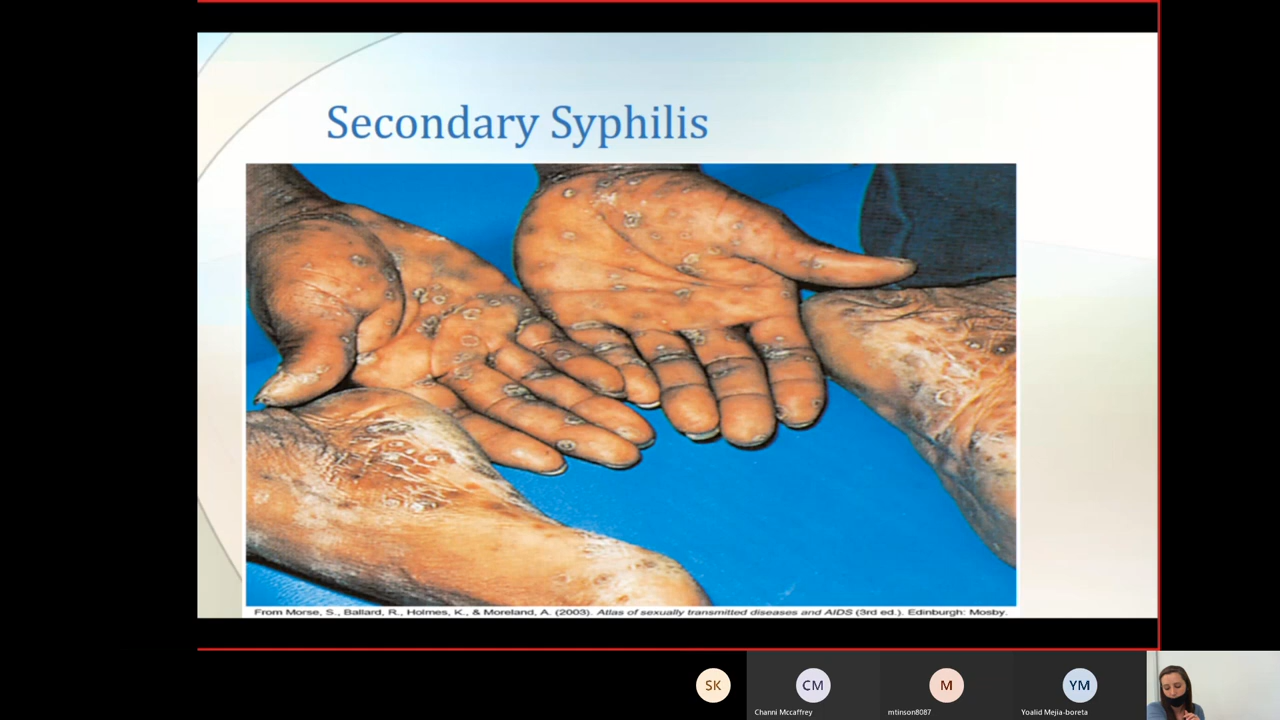 Secondary Syphilis
From Morse, S., Ballard, R., Holmes, K., & Moreland, A. (2003). Atlas of sexually transmitted diseases and AIDS (3rd ed.). Edinburgh: Mosby.
SK
CM
M
YM
Channi Mccaffrey
mtinson8087
Yoalid Mejia-boreta